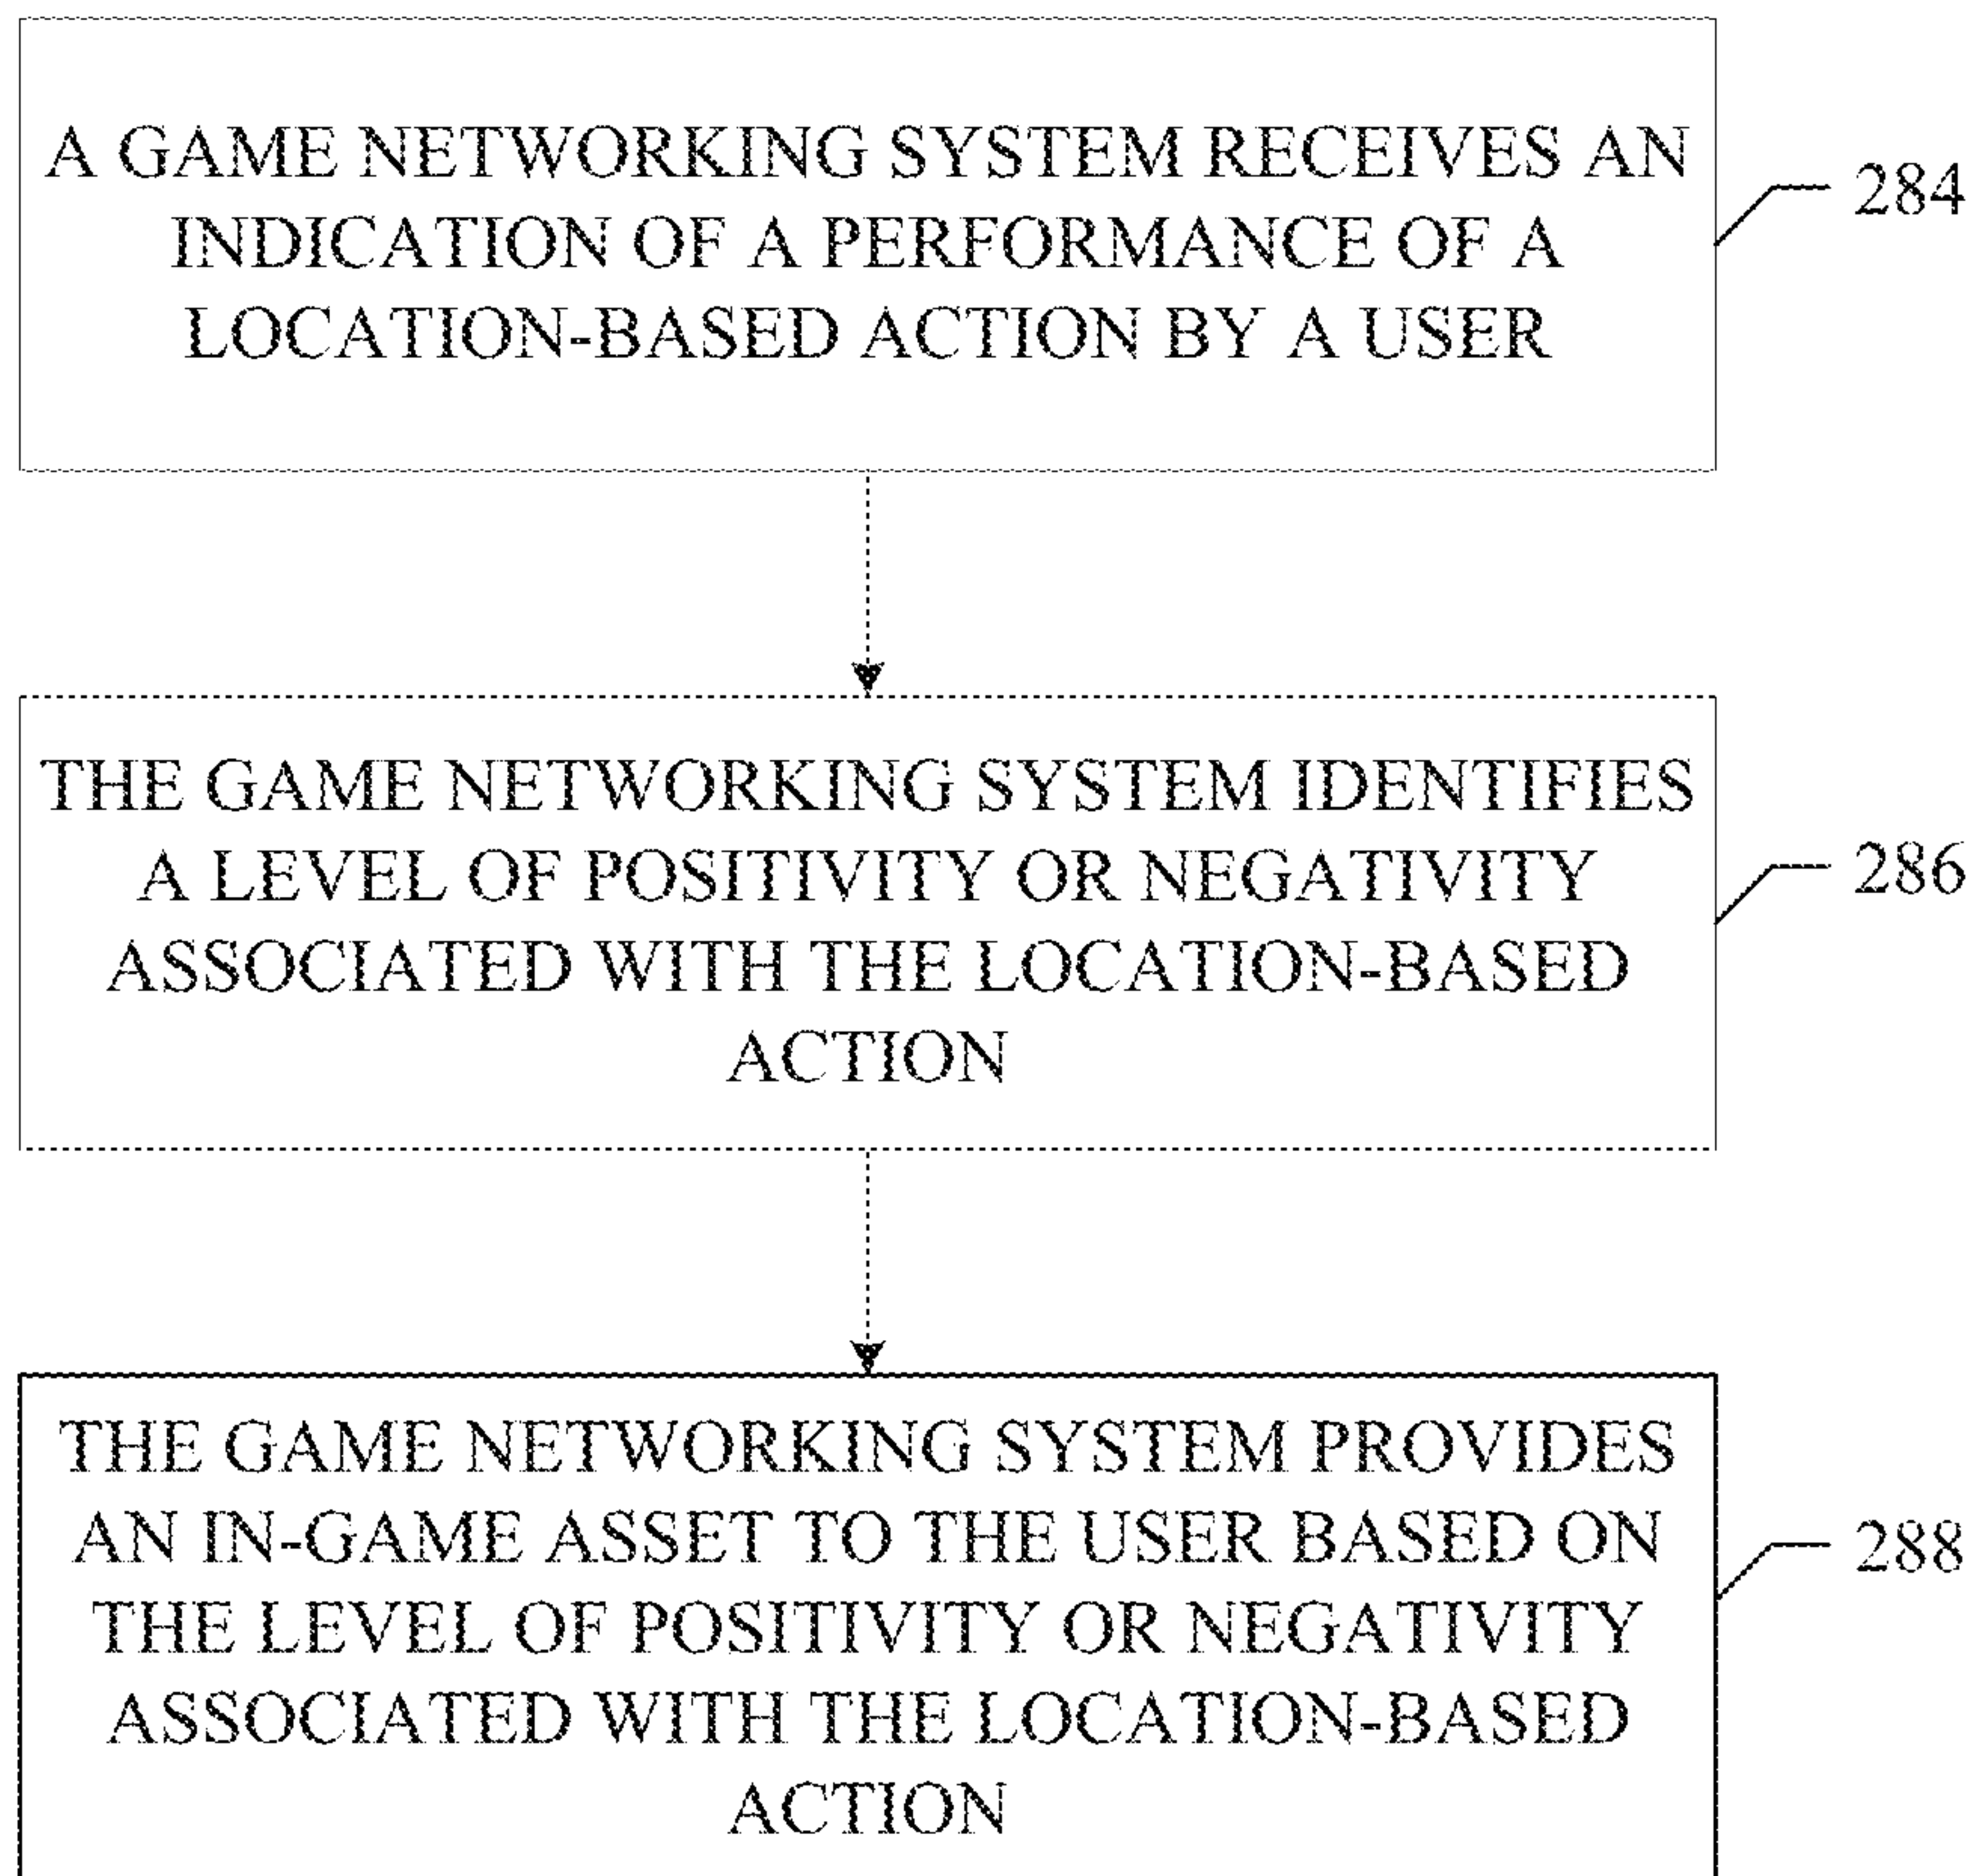 A GAME NETWORKING SYSTEM RECEIVES AN
INDICATION OF A PERFORMANCE OF A
LOCATION-BASED ACTION BY A USER
284
THE GAME NETWORKING SYSTEM IDENTIFIES
A LEVEL OF POSITIVITY OR NEGATIVITY
ASSOCIATED WITH THE LOCATION-BASED
ACTION
286
THE GAME NETWORKING SYSTEM PROVIDES
AN IN-GAME ASSET TO THE USER BASED ON
THE LEVEL OF POSITIVITY OR NEGATIVITY
ASSOCIATED WITH THE LOCATION-BASED
ACTION
288